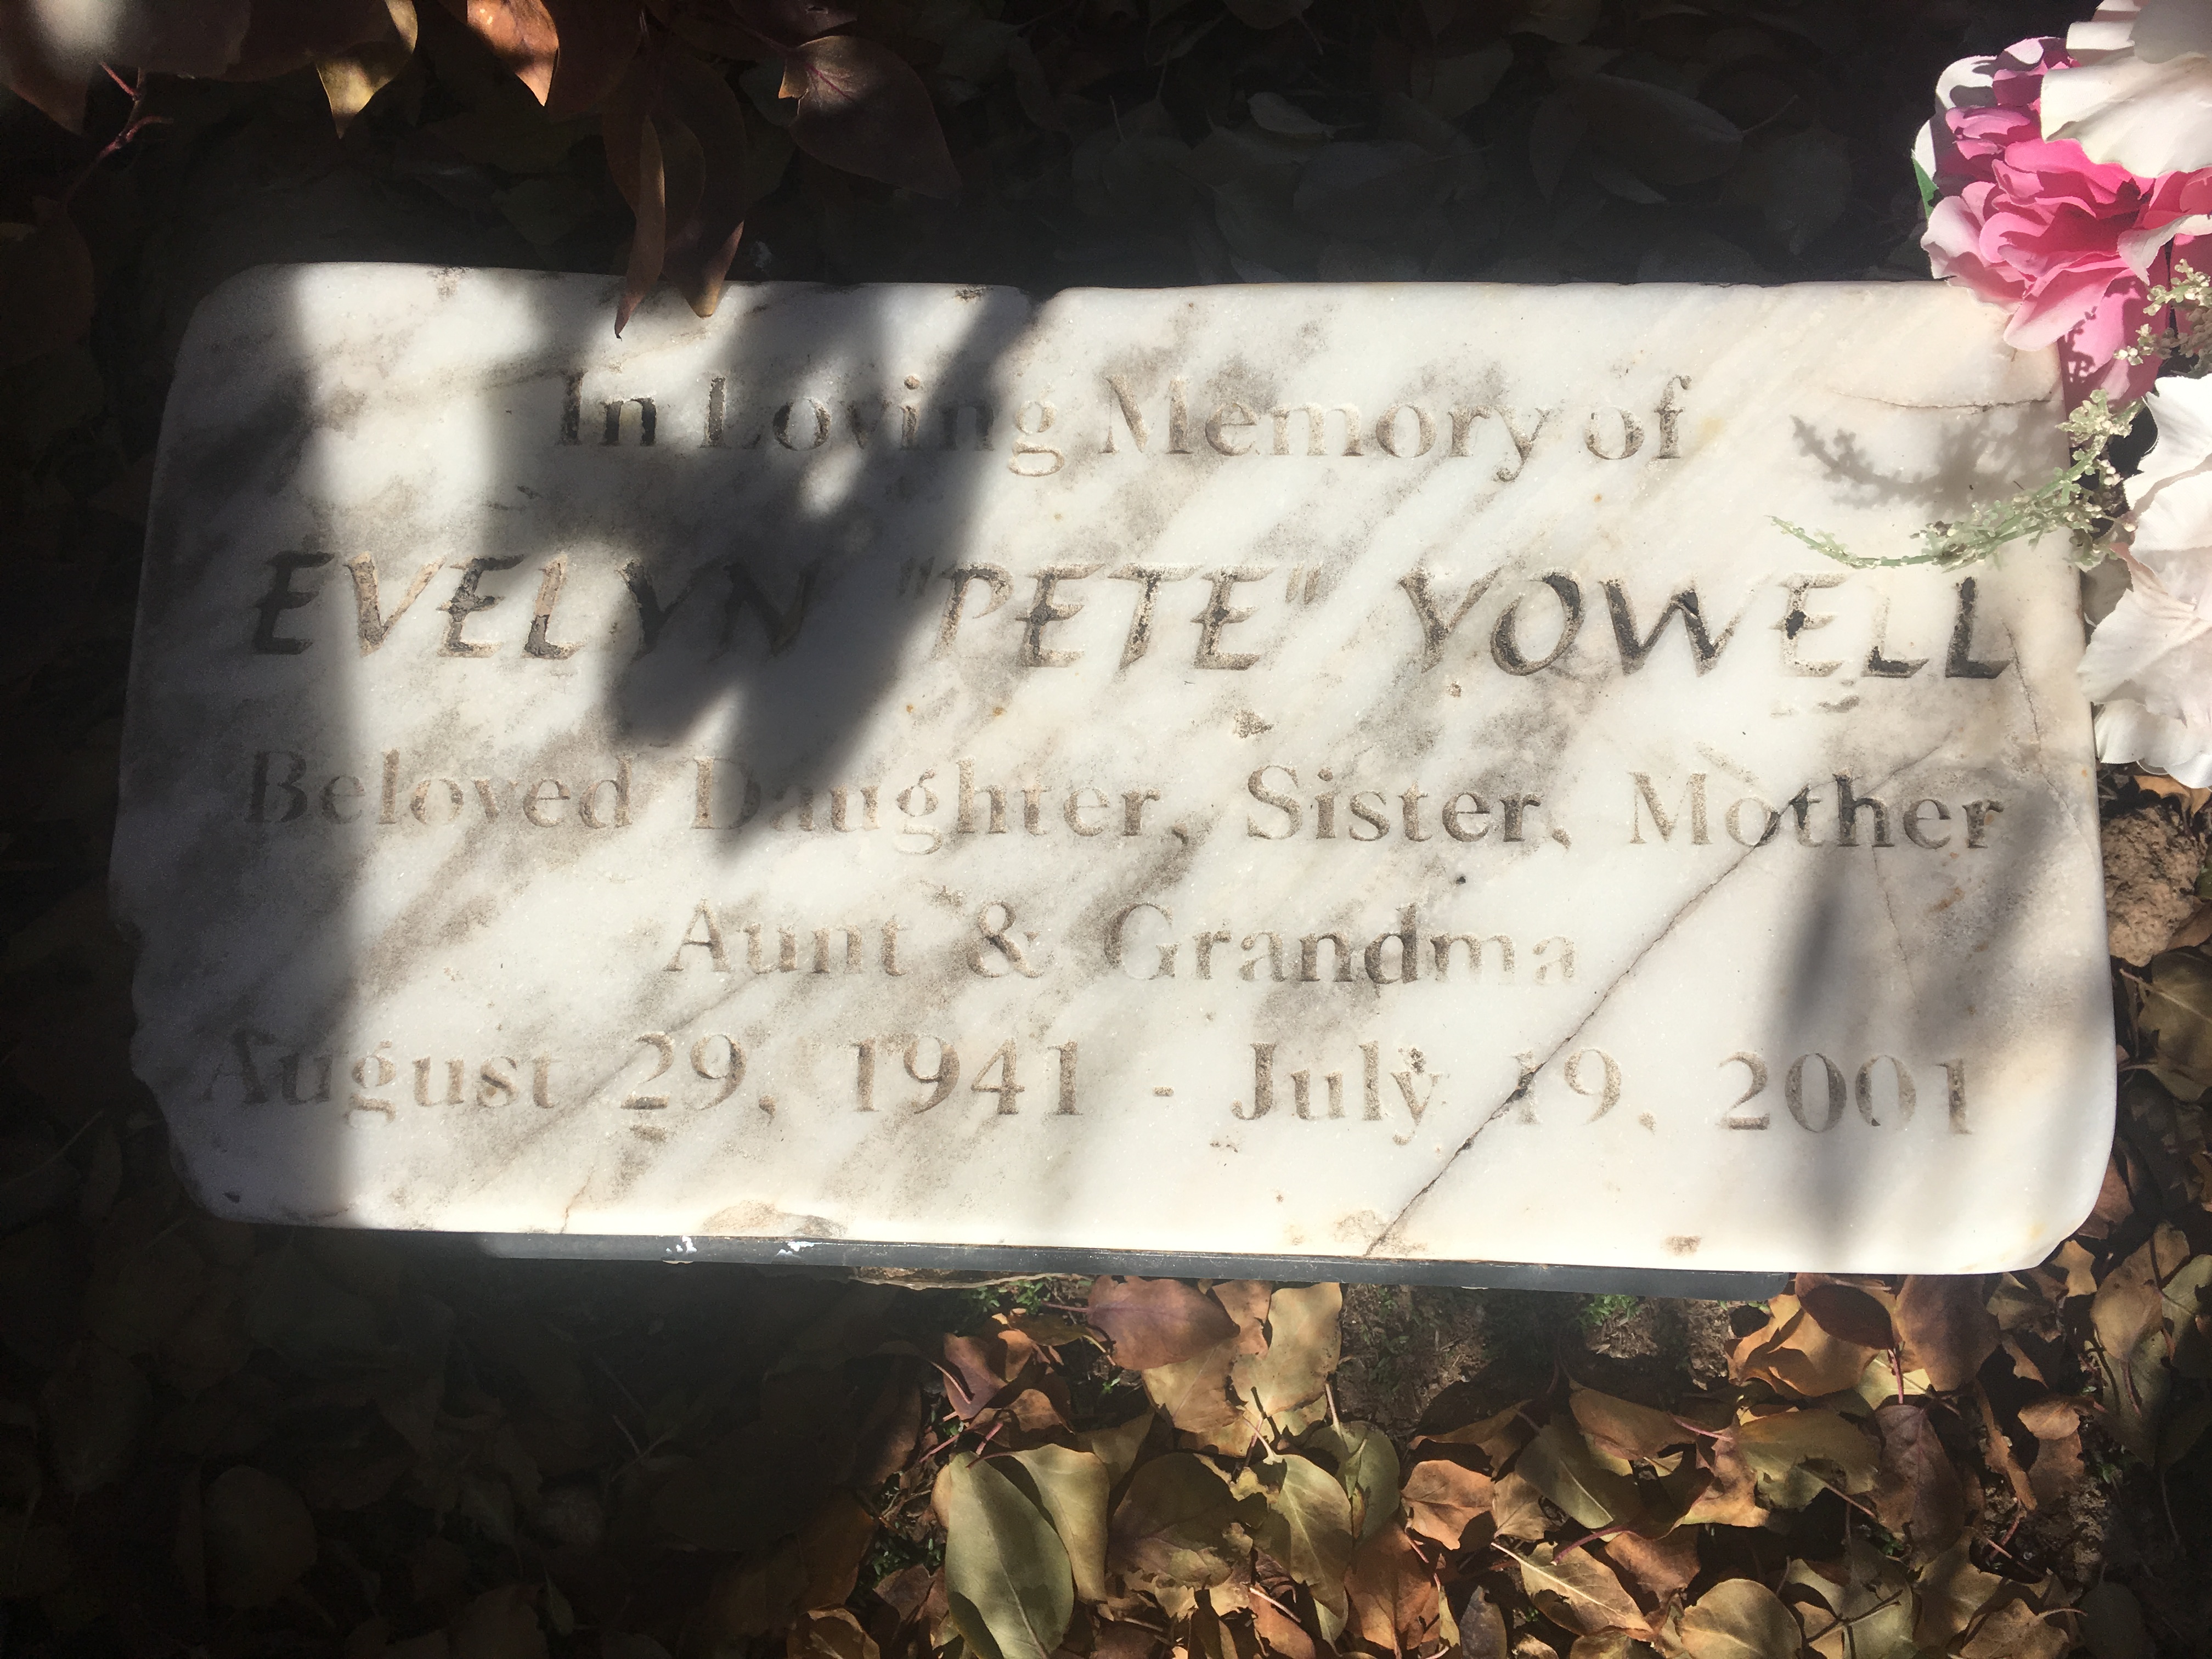 In Loving Memory of
EVELYN "PETE" YOWELL
Beloved Daughter, Sister, Mother
Aunt & Grandma
August 29, 1941 - July 19, 2001